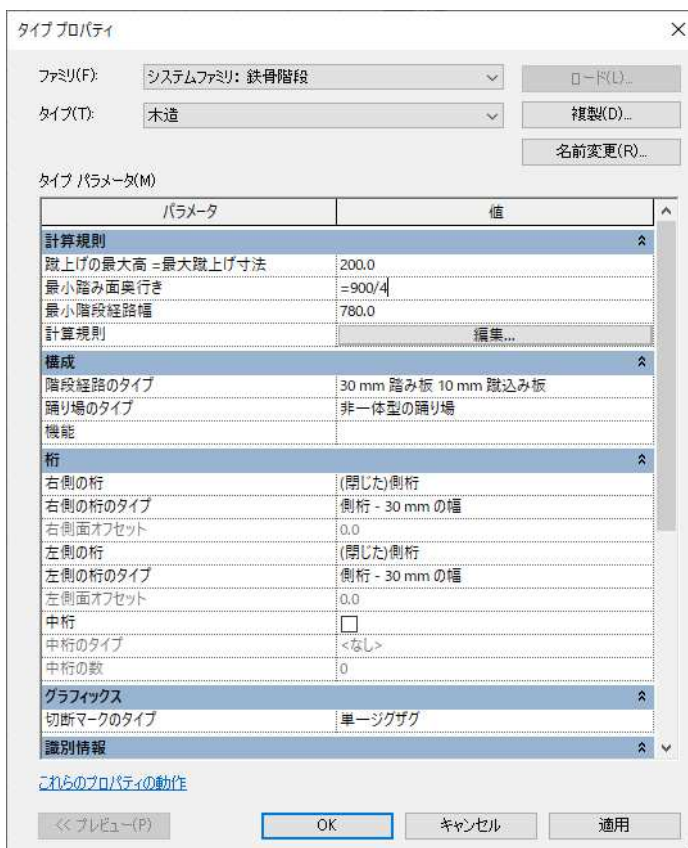 タイプ プロパティ
ファミリ(F): システムファミリ: 鉄骨階段 ロード(L)...
タイプ(T): 木造 複製(D)...
名前変更(R)...
タイプ パラメータ(M)
パラメータ 値
計算規則
蹴上げの最大高 =最大蹴上げ寸法 200.0
最小踏み面奥行き =900/4
最小階段経路幅 780.0
計算規則 編集...
構成
階段経路のタイプ 30 mm 踏み板 10 mm 蹴込み板
踊り場のタイプ 非一体型の踊り場
機能
桁
右側の桁 (閉じた)側桁
右側の桁のタイプ 側桁 - 30 mm の幅
右側面オフセット 0.0
左側の桁 (閉じた)側桁
左側の桁のタイプ 側桁 - 30 mm の幅
左側面オフセット 0.0
中桁
中桁のタイプ <なし>
中桁の数 0
グラフィックス
切断マークのタイプ 単一ジグザグ
識別情報
これらのプロパティの動作
<< プレビュー(P) OK キャンセル 適用